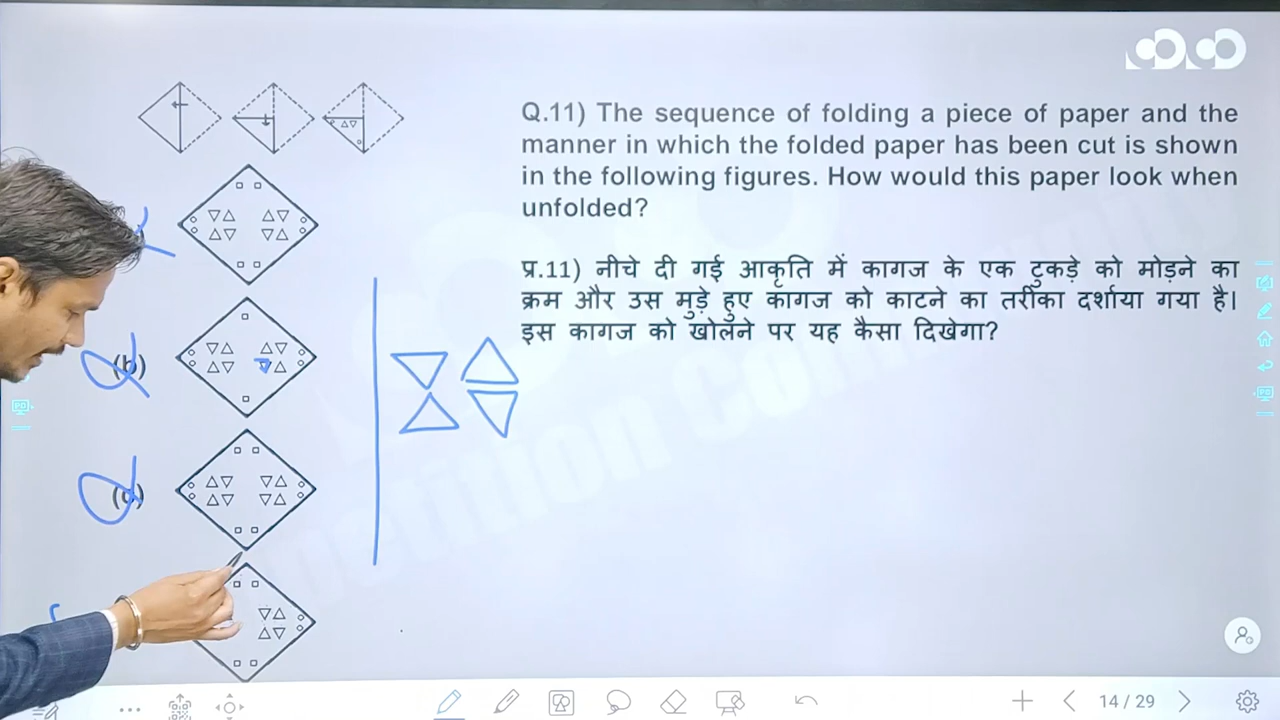 Q.11) The sequence of folding a piece of paper and the
manner in which the folded paper has been cut is shown
in the following figures. How would this paper look when
unfolded?
प्र.11) नीचे दी गई आकृति में कागज के एक टुकड़े को मोड़ने का
क्रम और उस मुड़े हुए कागज को काटने का तरीका दर्शाया गया है।
इस कागज को खोलने पर यह कैसा दिखेगा?
(b)
14 / 29